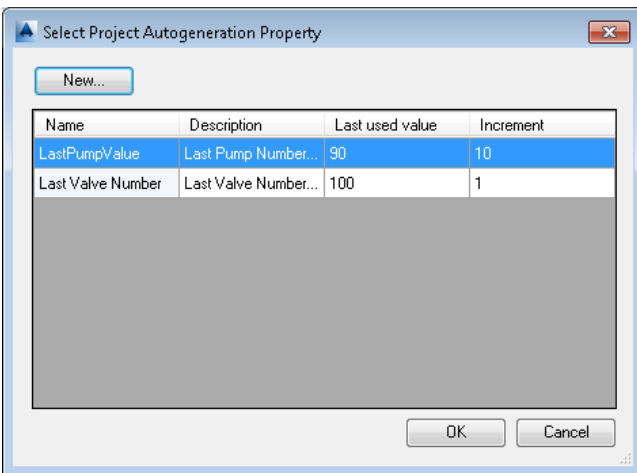 Select Project Autogeneration Property
New...
Name Description Last used value Increment
LastPumpValue Last Pump Number... 90 10
Last Valve Number Last Valve Number... 100 1
OK Cancel